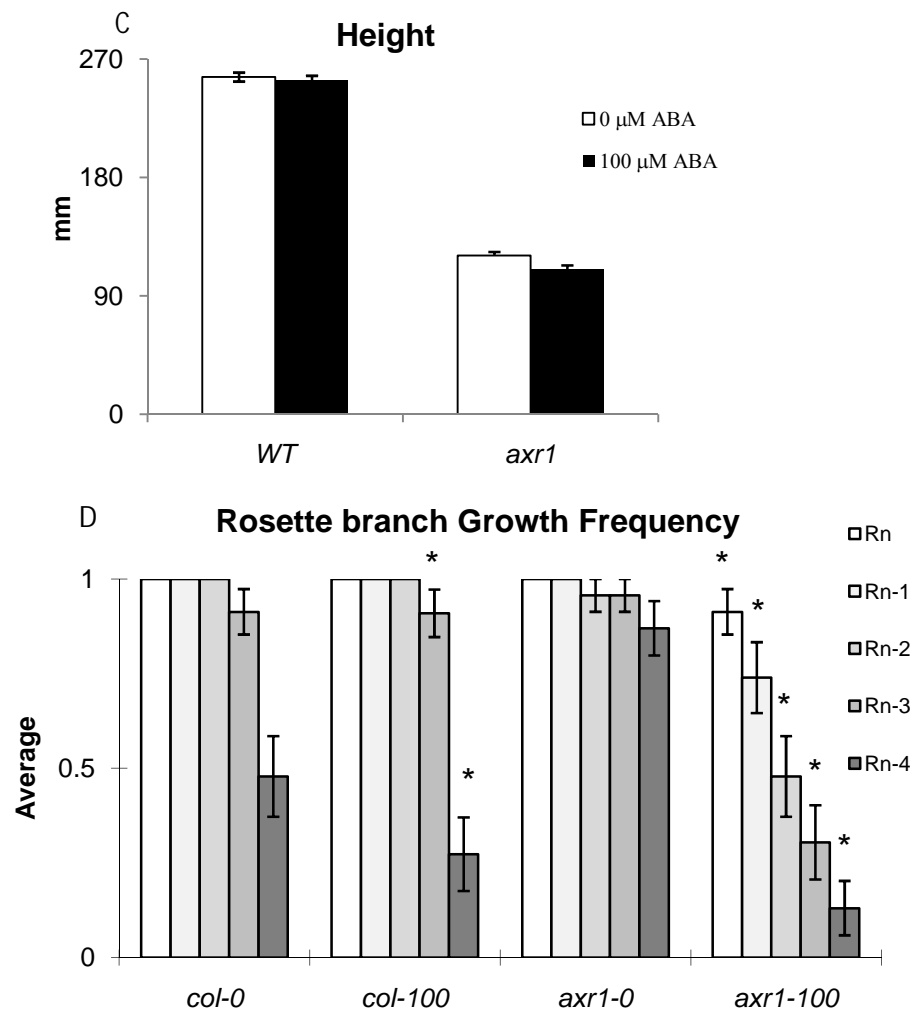 C
Height
270
180
90
0
mm
0 μM ABA
100 μM ABA
WT
axr1
D
Rosette branch Growth Frequency
1
0.5
0
Average
*
*
*
*
*
*
*
Rn
Rn-1
Rn-2
Rn-3
Rn-4
col-0
col-100
axr1-0
axr1-100